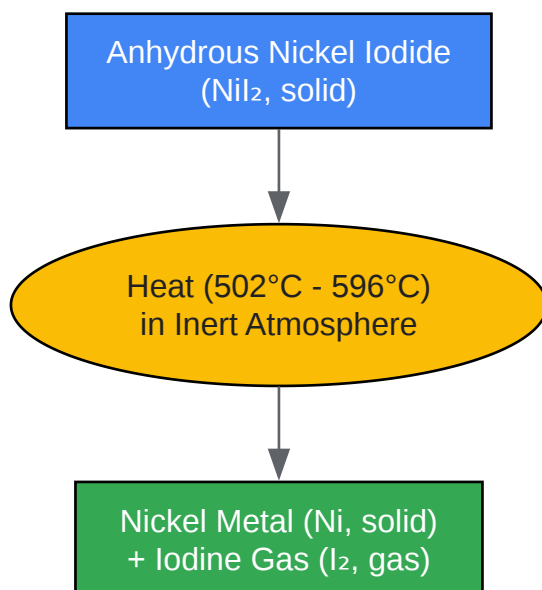 Anhydrous Nickel Iodide
(NiI₂, solid)
Heat (502°C - 596°C)
in Inert Atmosphere
Nickel Metal (Ni, solid)
+ Iodine Gas (I₂, gas)